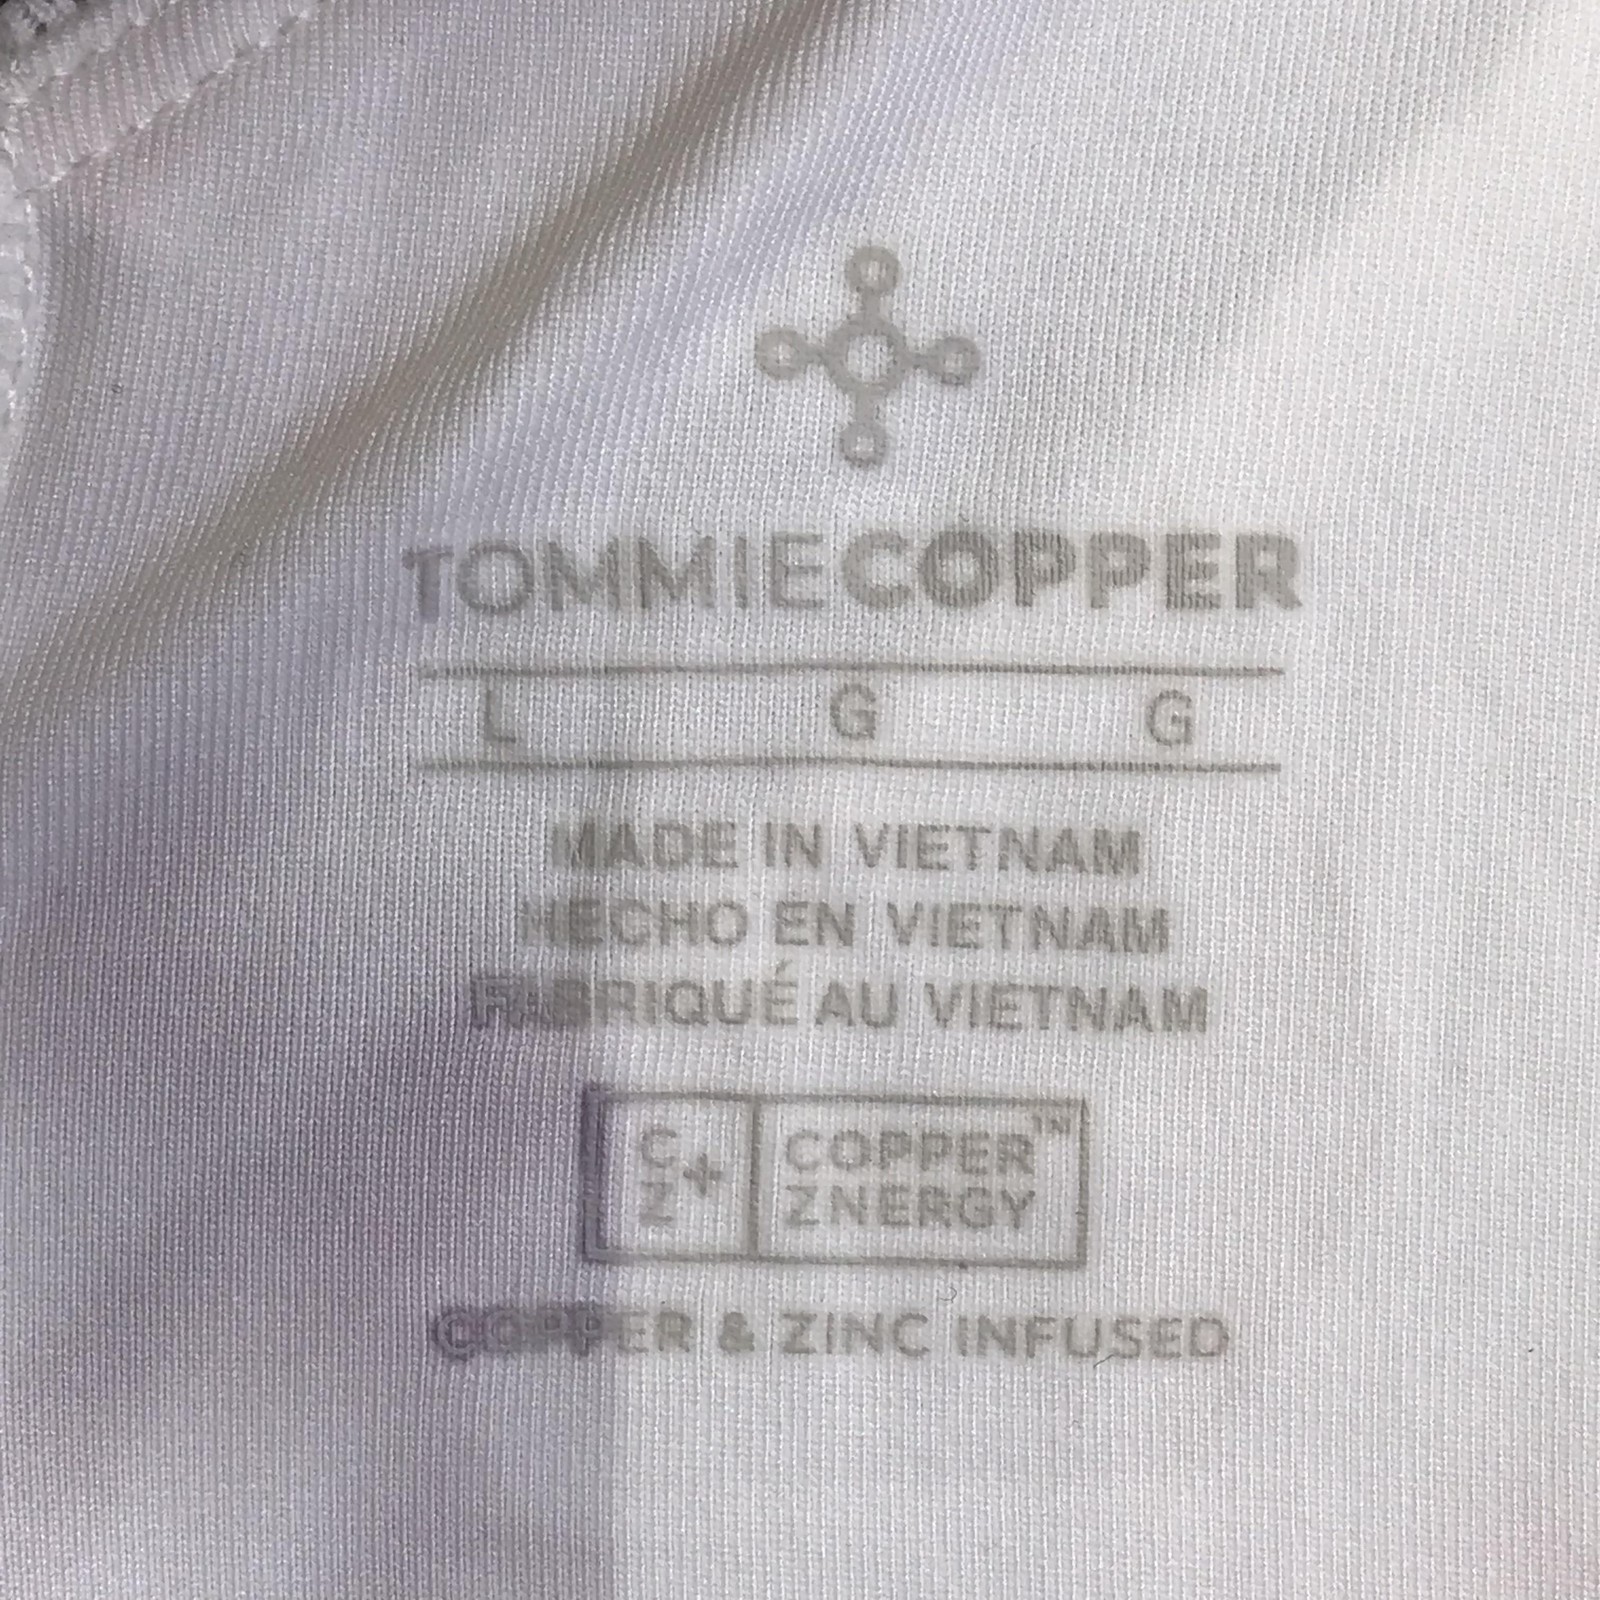 TOMMIECOPPER
L G G
MADE IN VIETNAM
HECHO EN VIETNAM
FABRIQUÉ AU VIETNAM
C
Z +
COPPER™
ZNERGY
COPPER & ZINC INFUSED